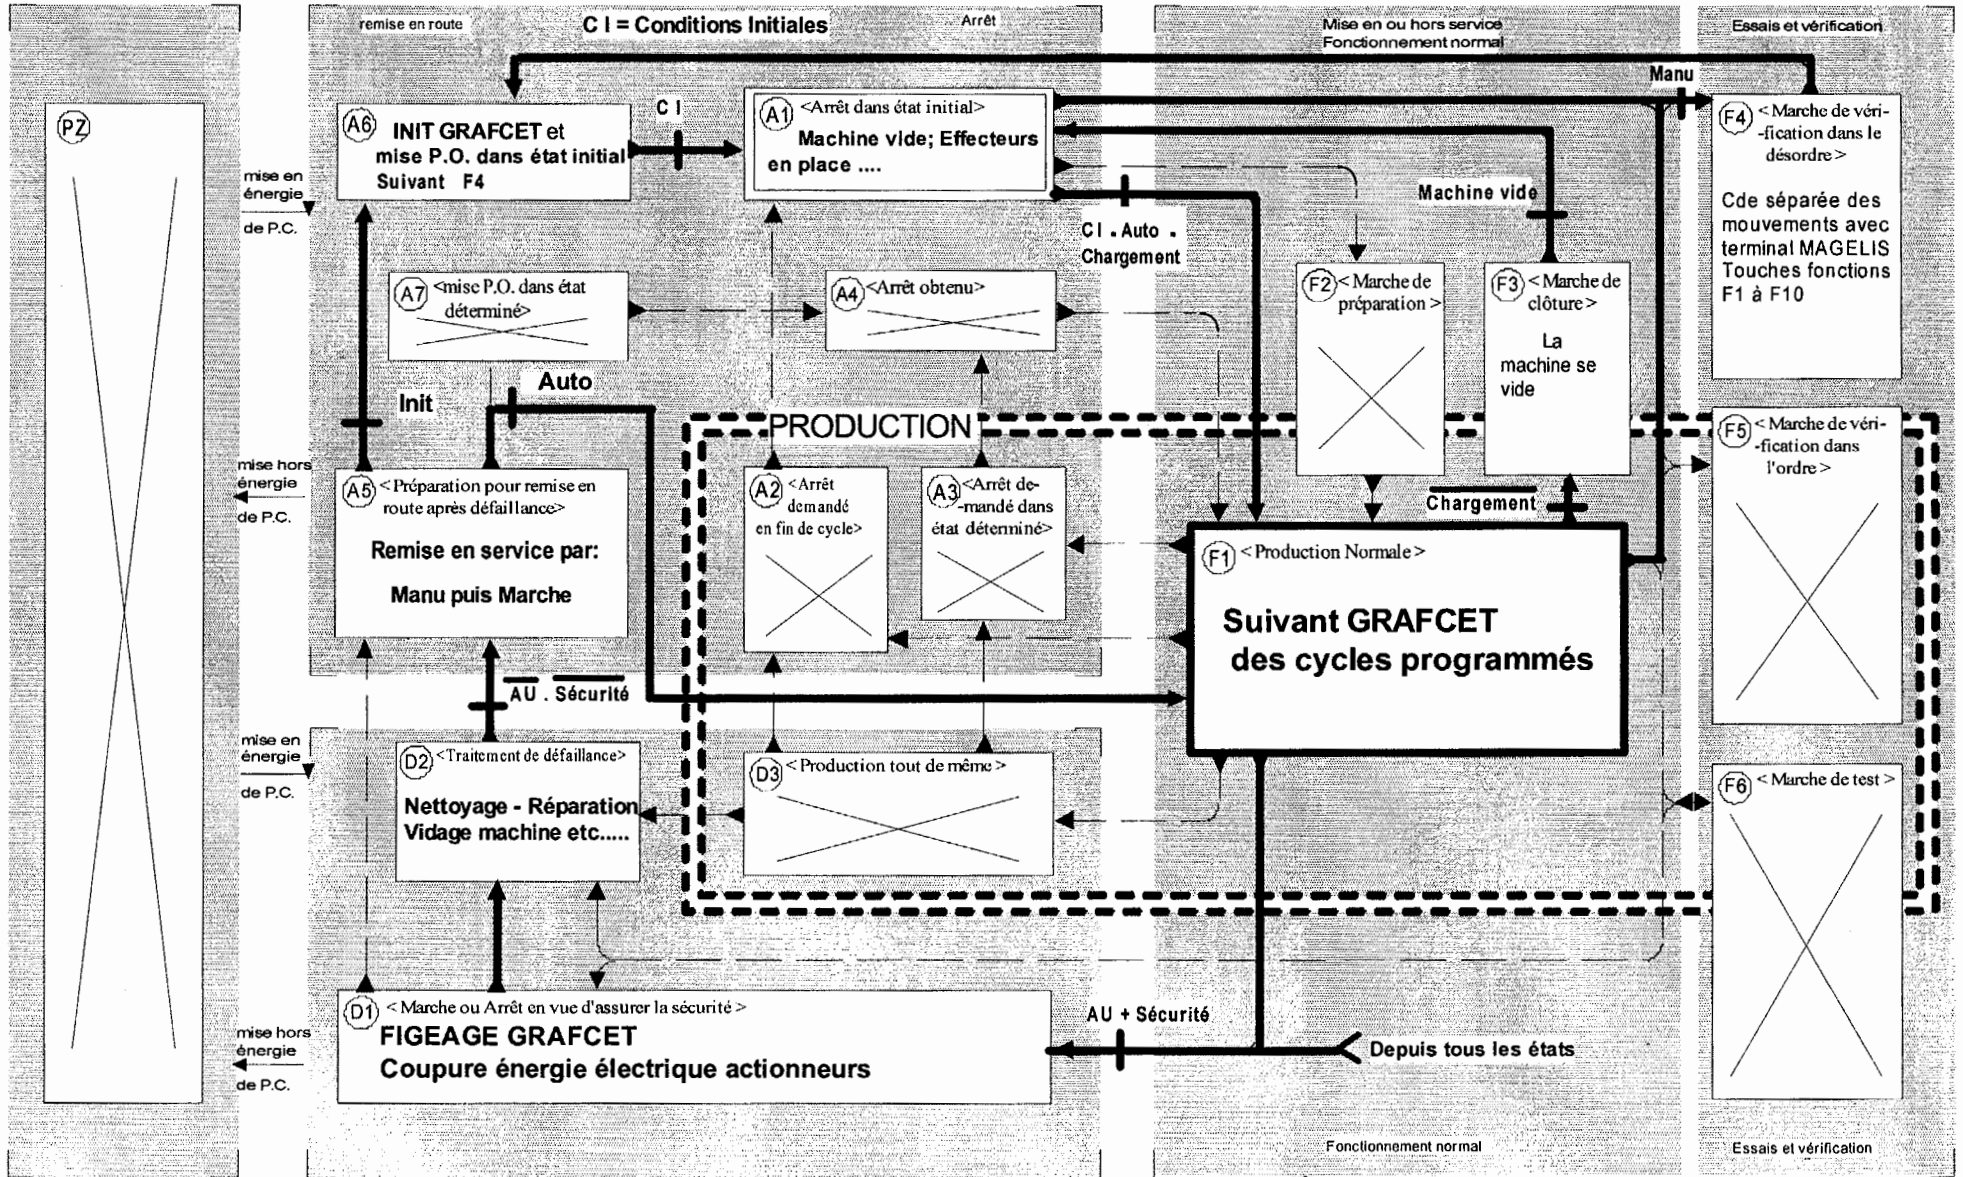 remise en route
C I = Conditions Initiales
Arrêt
Mise en ou hors service
Fonctionnement normal
Essais et vérification
PZ
mise en
énergie
de P.C.
A6
INIT GRAFCET et
mise P.O. dans état initial
Suivant F4
C I
A1
<Arrêt dans état initial>
Machine vide; Effecteurs
en place ....
Manu
F4
< Marche de véri-
-fication dans le
désordre>
Cde séparée des
mouvements avec
terminal MAGELIS
Touches fonctions
F1 à F10
Machine vide
CI . Auto .
Chargement
A7
<mise P.O. dans état
déterminé>
A4
<Arrêt obtenu>
F2
< Marche de
préparation >
F3
< Marche de
clôture >
La
machine se
vide
Init
Auto
PRODUCTION
mise hors
énergie
de P.C.
A5
< Préparation pour remise en
route après défaillance>
Remise en service par:
Manu puis Marche
A2
<Arrêt
demandé
en fin de cycle>
A3
<Arrêt de-
-mandé dans
état déterminé>
Chargement
F5
< Marche de véri-
-fication dans
l'ordre >
F1
< Production Normale >
Suivant GRAFCET
des cycles programmés
AU . Sécurité
mise en
énergie
de P.C.
D2
<Traitement de défaillance>
Nettoyage - Réparation
Vidage machine etc.....
D3
< Production tout de même >
F6
< Marche de test >
mise hors
énergie
de P.C.
D1
< Marche ou Arrêt en vue d'assurer la sécurité >
FIGEAGE GRAFCET
Coupure énergie électrique actionneurs
AU + Sécurité
Depuis tous les états
Fonctionnement normal
Essais et vérification